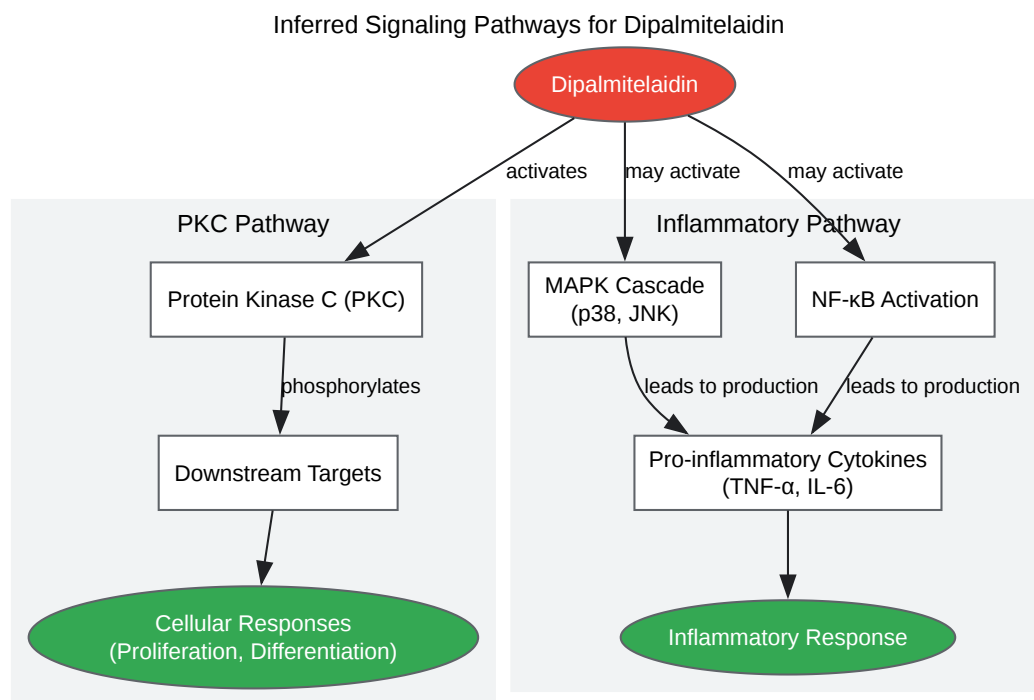 Inferred Signaling Pathways for Dipalmitelaidin
Dipalmitelaidin
activates
may activate
may activate
PKC Pathway
Inflammatory Pathway
Protein Kinase C (PKC)
MAPK Cascade
(p38, JNK)
NF-κB Activation
phosphorylates
leads to production
leads to production
Downstream Targets
Pro-inflammatory Cytokines
(TNF-α, IL-6)
Cellular Responses
(Proliferation, Differentiation)
Inflammatory Response